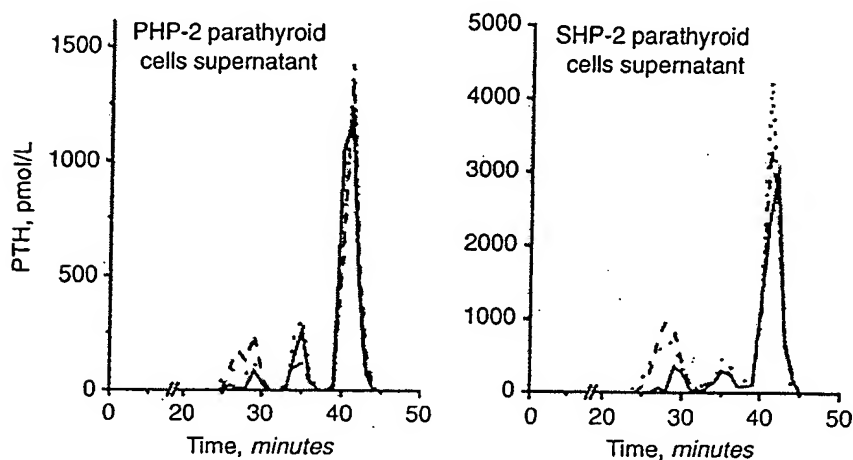 PHP-2 parathyroid
cells supernatant
1500
1000
500
0
PTH, pmol/L
0 20 30 40 50
Time, minutes
SHP-2 parathyroid
cells supernatant
5000
4000
3000
2000
1000
0
0 20 30 40 50
Time, minutes